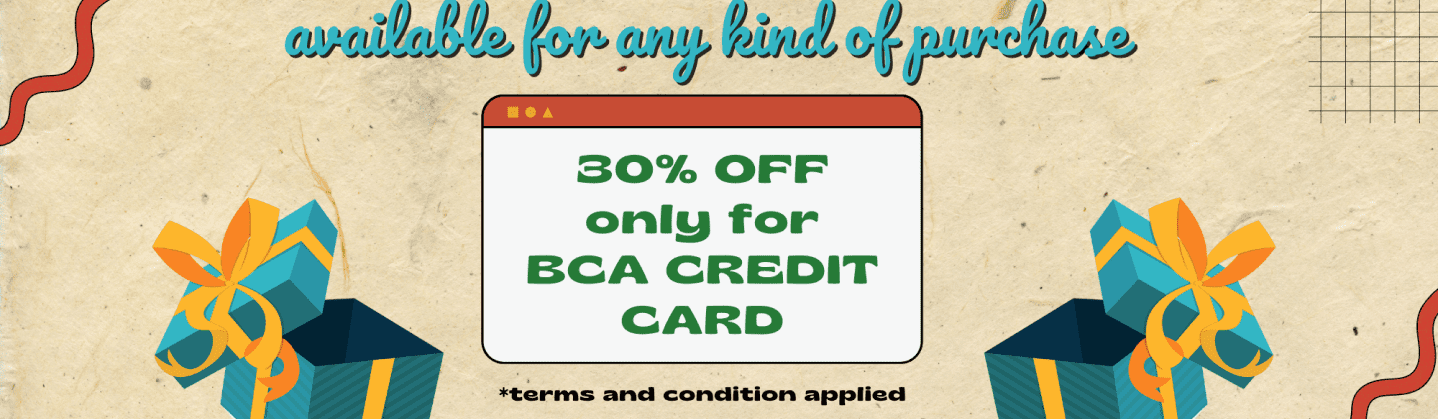 available for any kind of purchase
30% OFF
only for
BCA CREDIT
CARD
*terms and condition applied